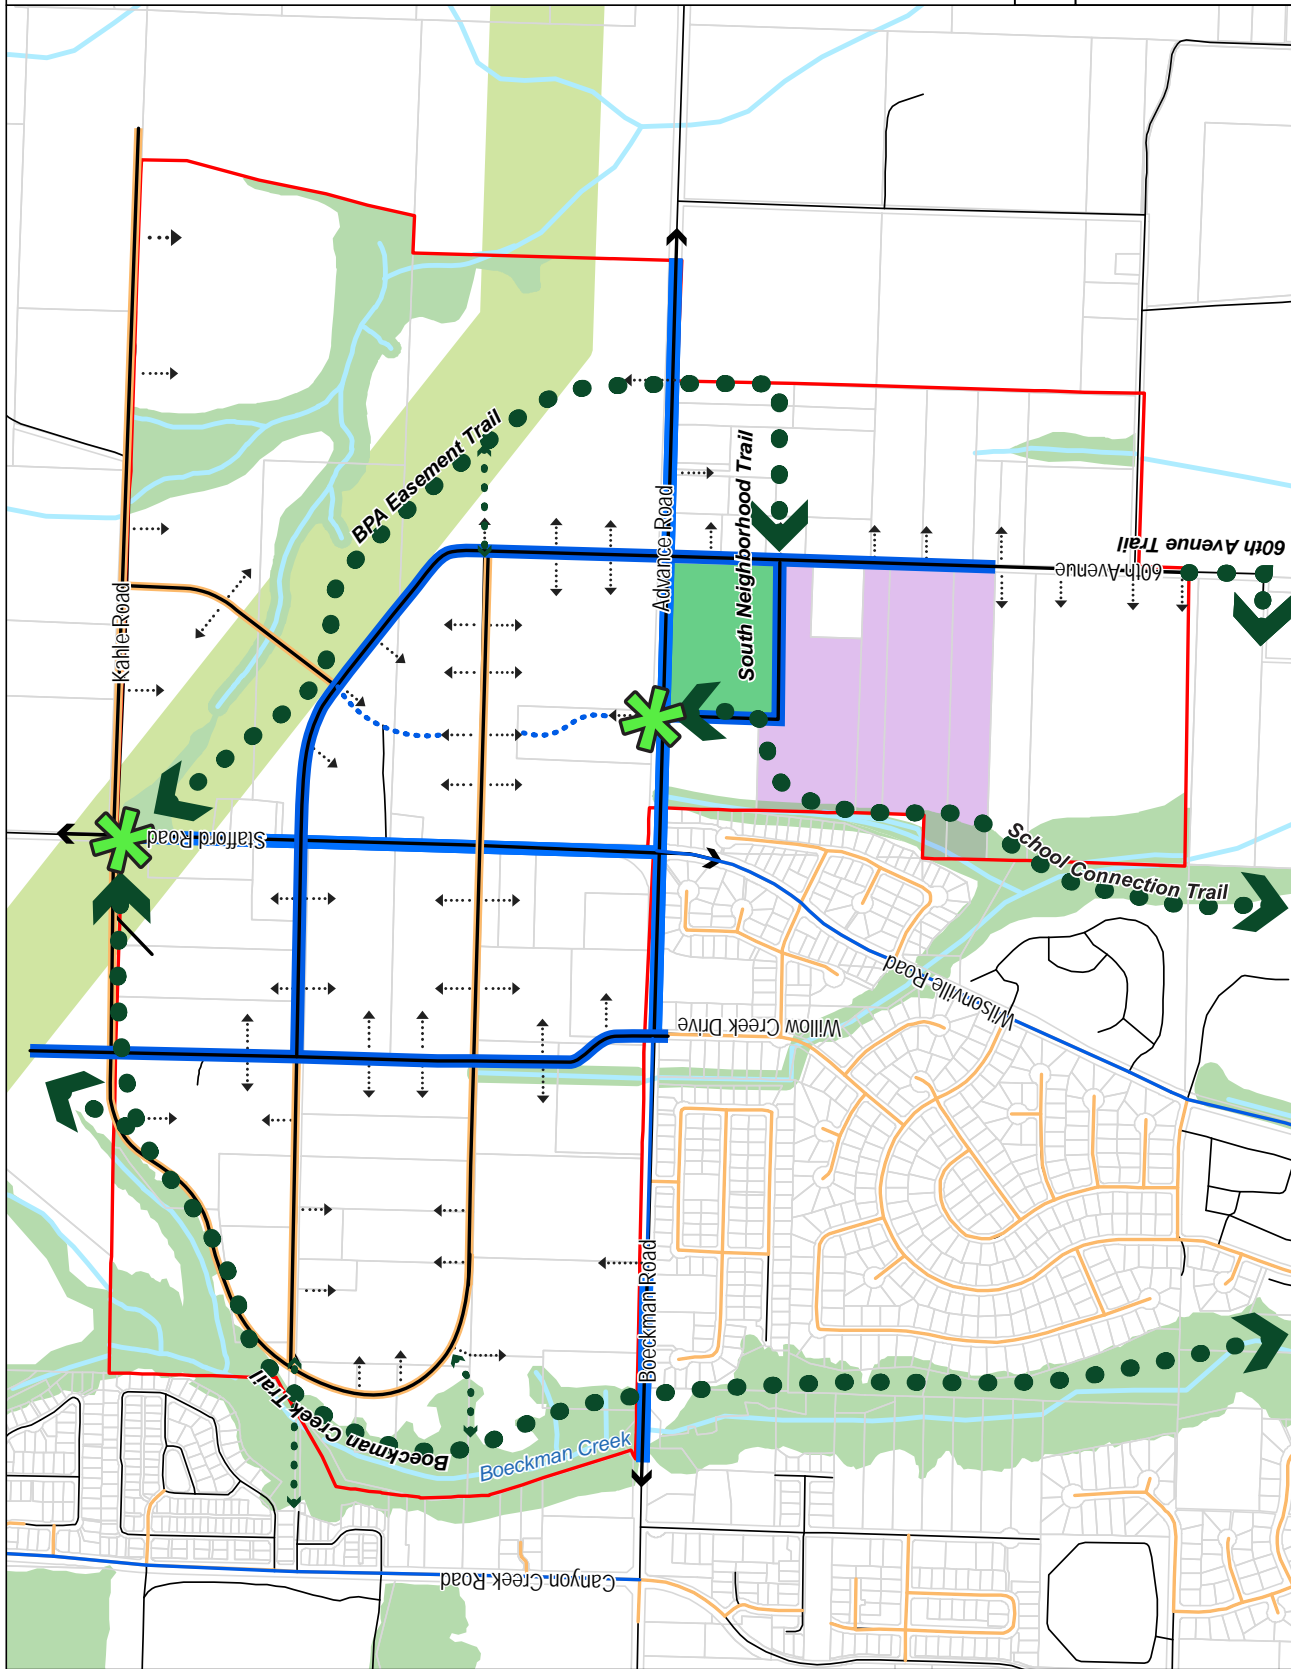 BPA Easement Trail
Advance Road
South Neighborhood Trail
60th Avenue Trail
60th Avenue
Kahle Road
Stafford Road
School Connection Trail
Wilsonville Road
Willow Creek Drive
Boeckman Road
Boeckman Creek Trail
Boeckman Creek
Canyon Creek Road